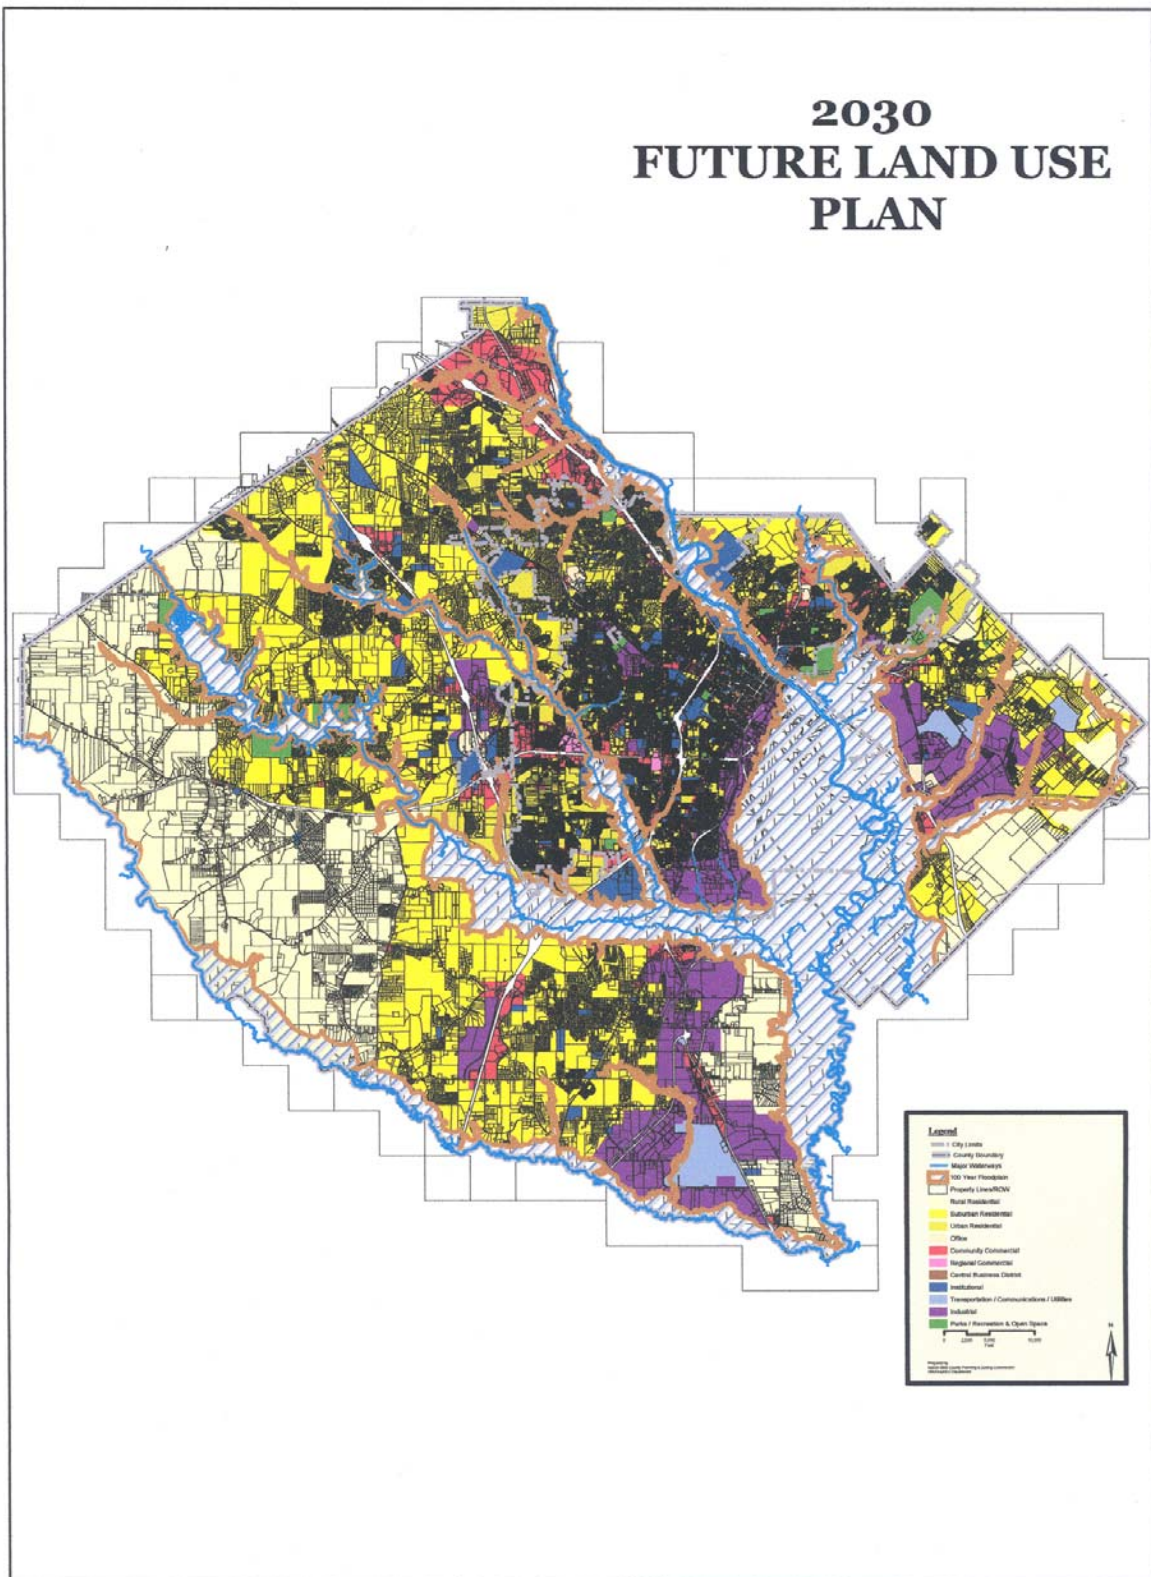 2030
FUTURE LAND USE
PLAN
Legend
City Limits
County Boundary
Major Waterways
100 Year Floodplain
Property Lines/ROW
Rural Residential
Suburban Residential
Urban Residential
Office
Community Commercial
Regional Commercial
Central Business District
Institutional
Transportation / Communications / Utilities
Industrial
Parks / Recreation & Open Space
N
0
Feet